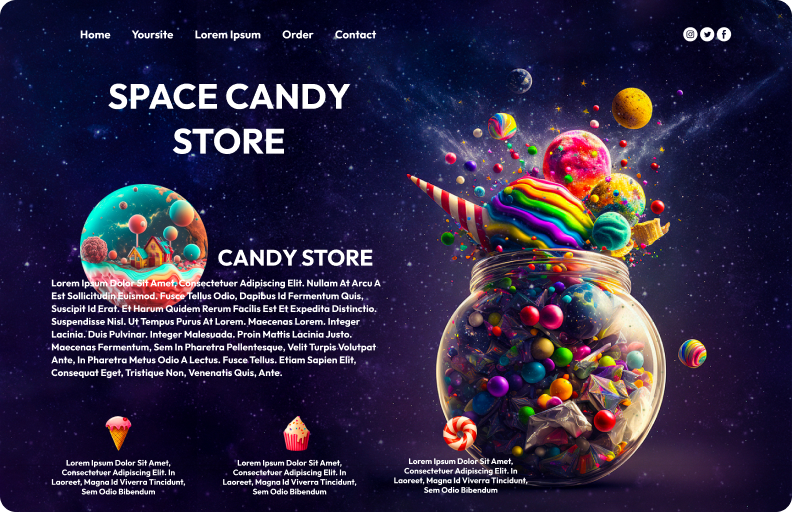 Home Yoursite Lorem Ipsum Order Contact
SPACE CANDY
STORE
CANDY STORE
Lorem Ipsum Dolor Sit Amet, Consectetuer Adipiscing Elit. Nullam At Arcu A
Est Sollicitudin Euismod. Fusce Tellus Odio, Dapibus Id Fermentum Quis,
Suscipit Id Erat. Et Harum Quidem Rerum Facilis Est Et Expedita Distinctio.
Suspendisse Nisl. Ut Tempus Purus At Lorem. Maecenas Lorem. Integer
Lacinia. Duis Pulvinar. Integer Malesuada. Proin Mattis Lacinia Justo.
Maecenas Fermentum, Sem In Pharetra Pellentesque, Velit Turpis Volutpat
Ante, In Pharetra Metus Odio A Lectus. Fusce Tellus. Etiam Sapien Elit,
Consequat Eget, Tristique Non, Venenatis Quis, Ante.
Lorem Ipsum Dolor Sit Amet,
Consectetuer Adipiscing Elit. In
Laoreet, Magna Id Viverra Tincidunt,
Sem Odio Bibendum
Lorem Ipsum Dolor Sit Amet,
Consectetuer Adipiscing Elit. In
Laoreet, Magna Id Viverra Tincidunt,
Sem Odio Bibendum
Lorem Ipsum Dolor Sit Amet,
Consectetuer Adipiscing Elit. In
Laoreet, Magna Id Viverra Tincidunt,
Sem Odio Bibendum